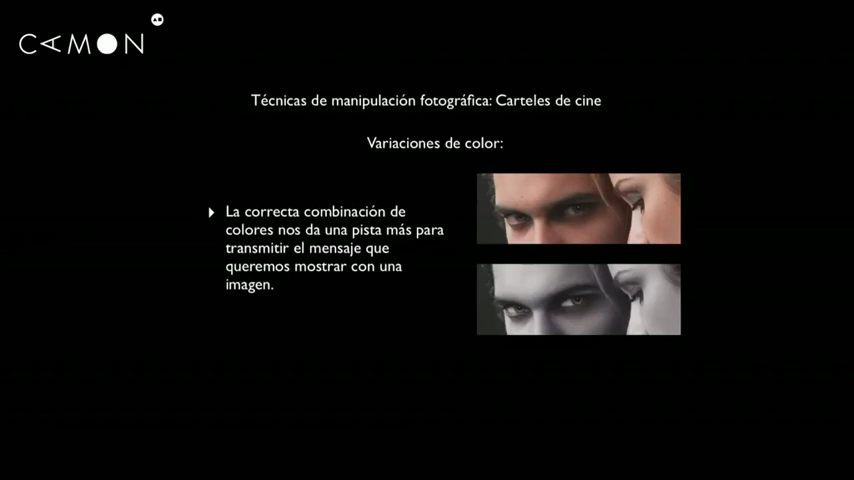 CAMON
Técnicas de manipulación fotográfica: Carteles de cine
Variaciones de color:
La correcta combinación de
colores nos da una pista más para
transmitir el mensaje que
queremos mostrar con una
imagen.